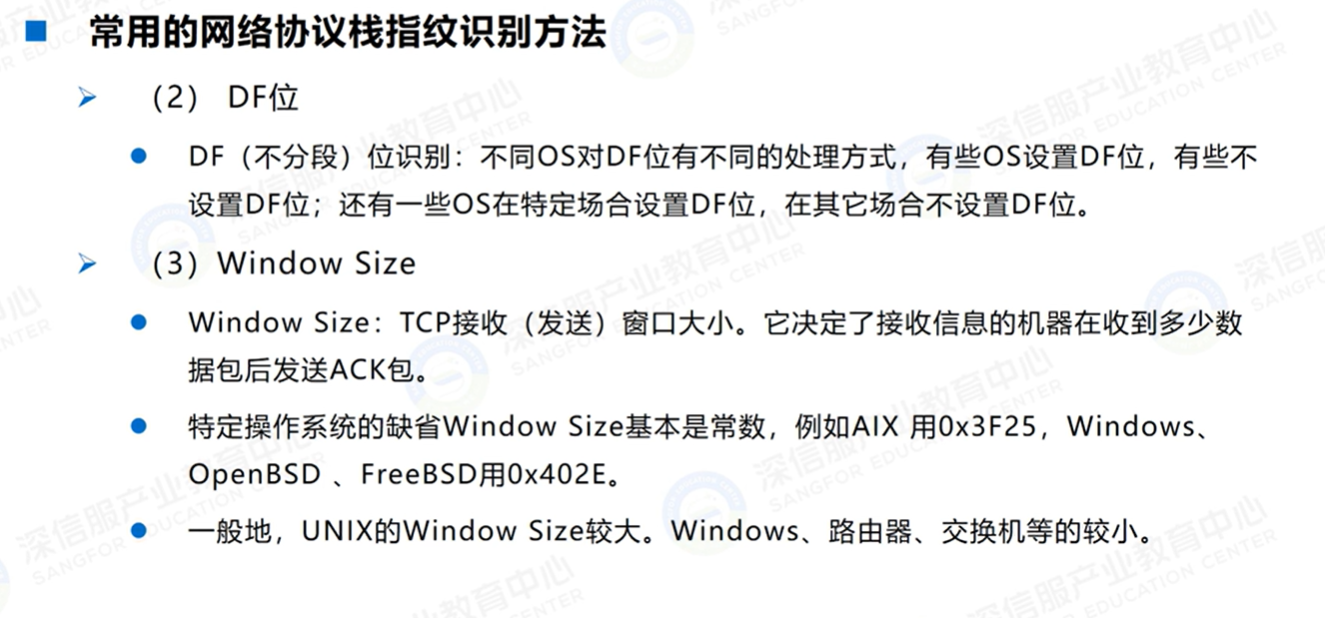 常用的网络协议栈指纹识别方法
（2） DF位
DF（不分段）位识别：不同OS对DF位有不同的处理方式，有些OS设置DF位，有些不
设置DF位；还有一些OS在特定场合设置DF位，在其它场合不设置DF位。
（3）Window Size
Window Size：TCP接收（发送）窗口大小。它决定了接收信息的机器在收到多少数
据包后发送ACK包。
特定操作系统的缺省Window Size基本是常数，例如AIX 用0x3F25，Windows、
OpenBSD 、FreeBSD用0x402E。
一般地，UNIX的Window Size较大。Windows、路由器、交换机等的较小。
深信服产业教育中心
SANGFOR EDUCATION CENTER